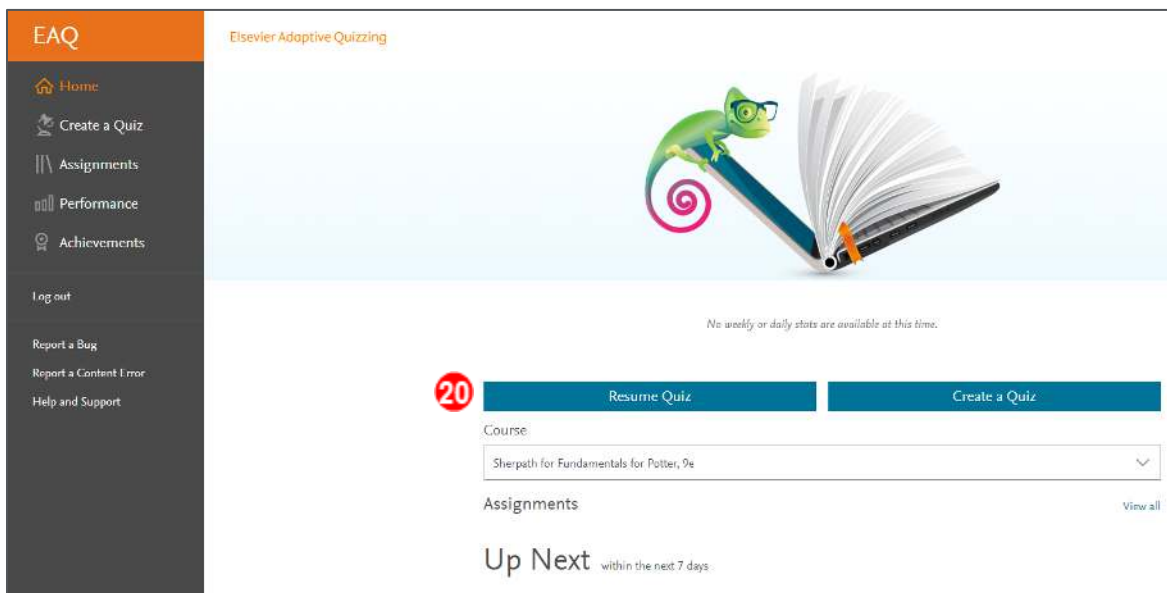 EAQ
Elsevier Adaptive Quizzing
Home
Create a Quiz
Assignments
Performance
Achievements
Log out
Report a Bug
Report a Content Error
Help and Support
No weekly or daily stats are available at this time.
20
Resume Quiz
Create a Quiz
Course
Sherpath for Fundamentals for Potter, 9e
Assignments
View all
Up Next within the next 7 days